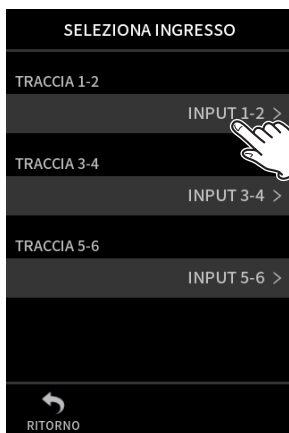 SELEZIONA INGRESSO
TRACCIA 1-2
INPUT 1-2 >
TRACCIA 3-4
INPUT 3-4 >
TRACCIA 5-6
INPUT 5-6 >
RITORNO